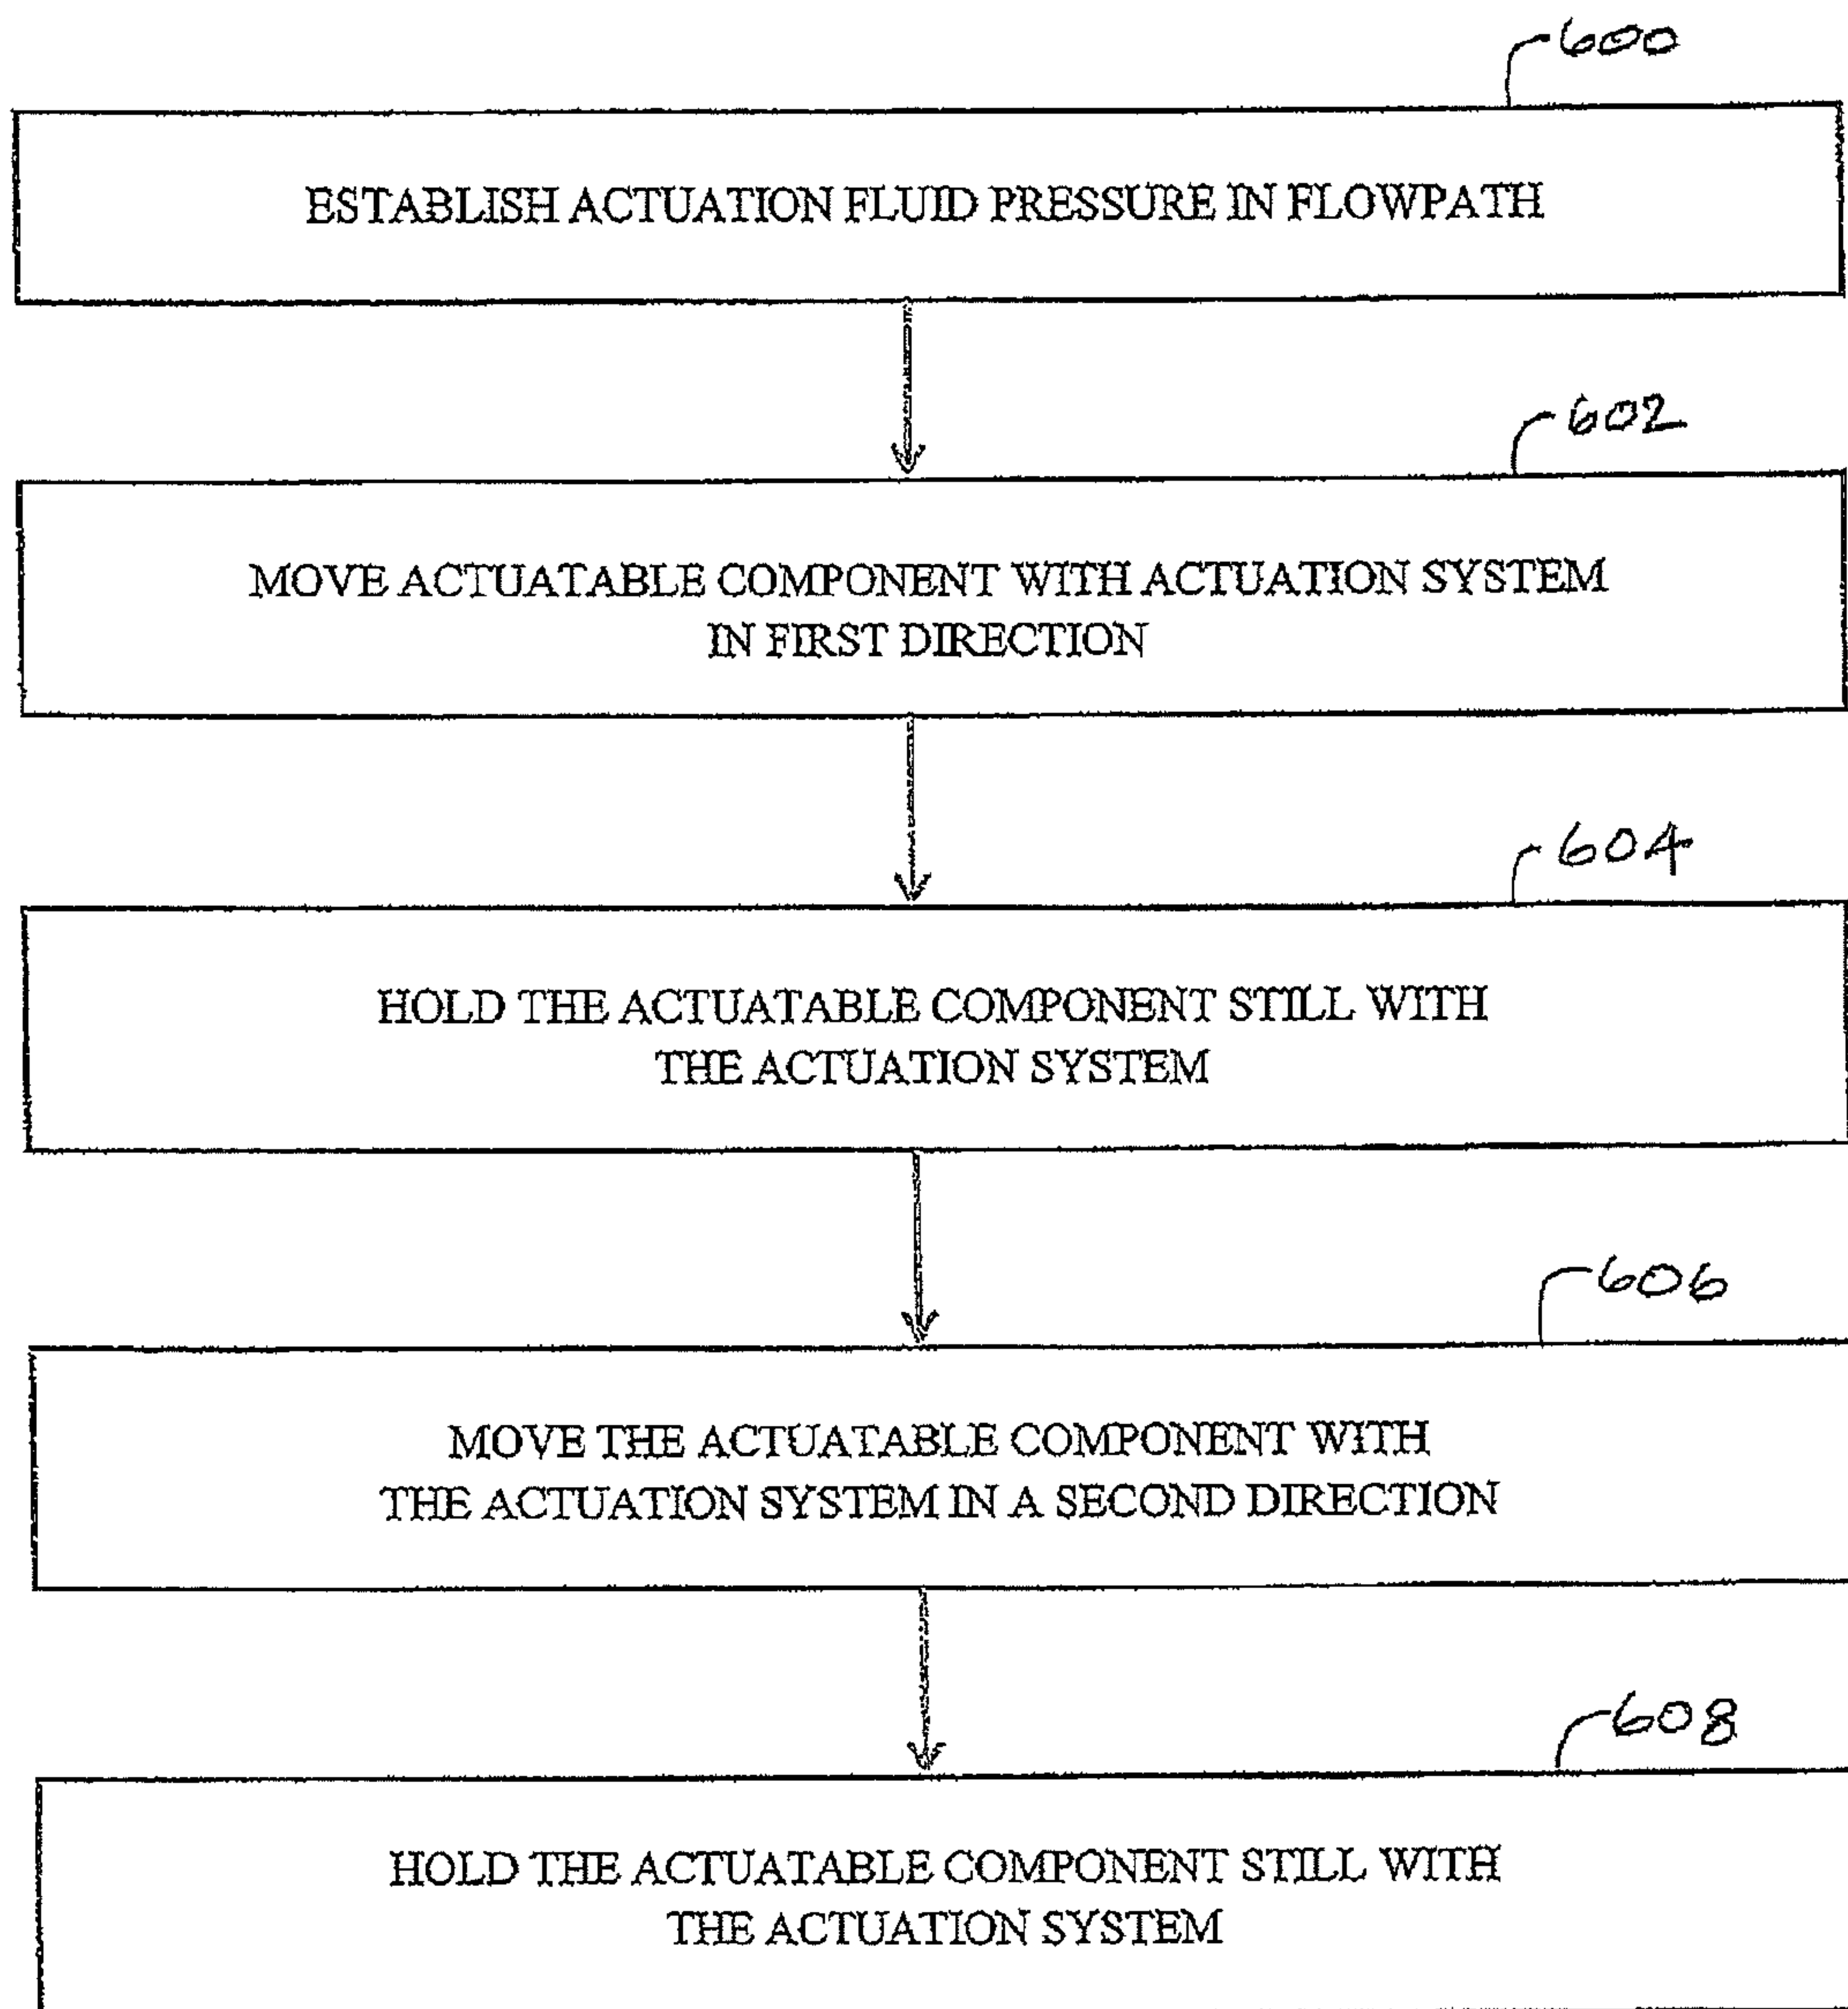 600
ESTABLISH ACTUATION FLUID PRESSURE IN FLOWPATH
602
MOVE ACTUATABLE COMPONENT WITH ACTUATION SYSTEM
IN FIRST DIRECTION
604
HOLD THE ACTUATABLE COMPONENT STILL WITH
THE ACTUATION SYSTEM
606
MOVE THE ACTUATABLE COMPONENT WITH
THE ACTUATION SYSTEM IN A SECOND DIRECTION
608
HOLD THE ACTUATABLE COMPONENT STILL WITH
THE ACTUATION SYSTEM